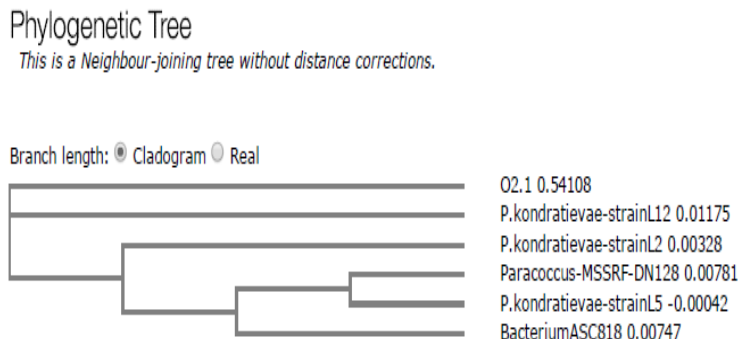 Phylogenetic Tree
This is a Neighbour-joining tree without distance corrections.
Branch length: Cladogram Real
O2.1 0.54108
P.kondratievae-strainL12 0.01175
P.kondratievae-strainL2 0.00328
Paracoccus-MSSRF-DN128 0.00781
P.kondratievae-strainL5 -0.00042
BacteriumASC818 0.00747